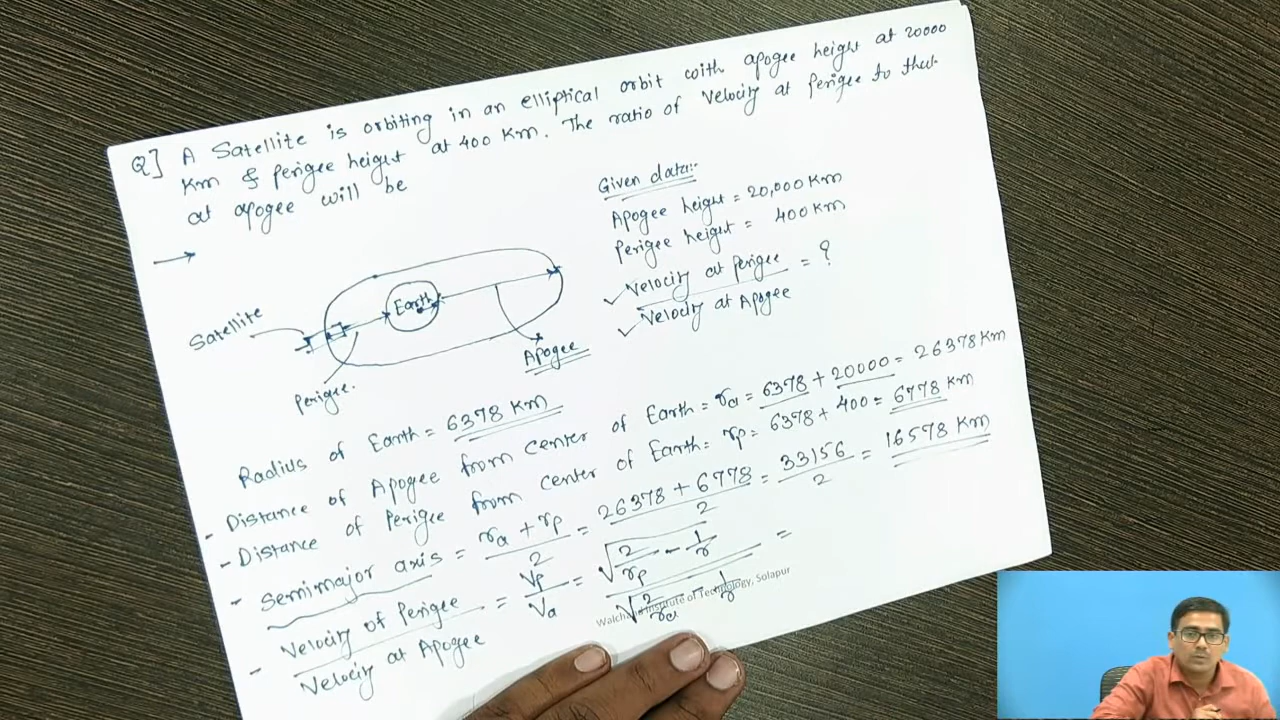 Q] A Satellite is orbiting in an elliptical orbit with apogee height at 20000
Km & perigee height at 400 Km. The ratio of velocity at perigee to that
at apogee will be
Given data:-
Apogee height = 20,000 Km
Perigee height = 400 Km
Velocity at perigee = ?
Velocity at Apogee
Satellite
Earth
Apogee
Perigee.
Radius of Earth = 6378 Km
- Distance of Apogee from center of Earth = ra = 6378 + 20000 = 26378 Km
- Distance of Perigee from center of Earth = rp = 6378 + 400 = 6778 Km
- Semimajor axis = ra + rp / 2 = 26378 + 6778 / 2 = 33156 / 2 = 16578 Km
- Velocity of Perigee / Velocity at Apogee = Vp / Va = √2/rp - 1/r / √2/ra - 1/r =
Walchand Institute of Technology, Solapur